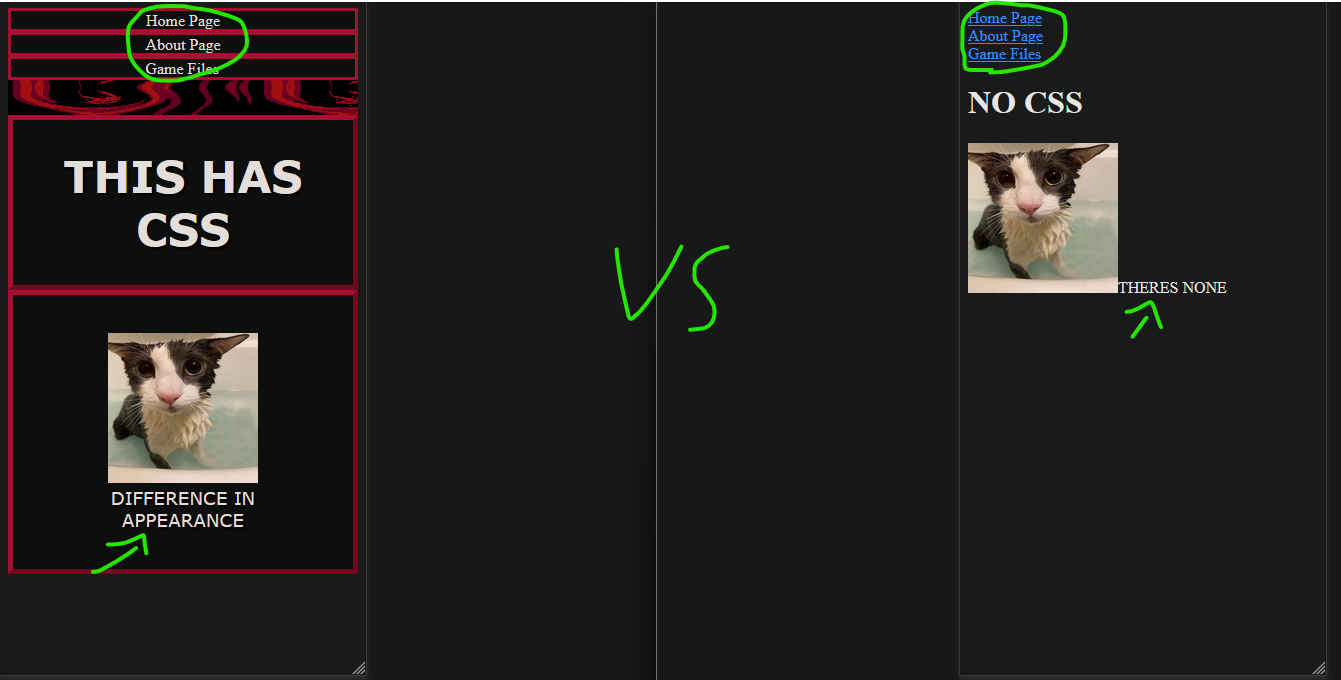 Home Page
About Page
Game Files
THIS HAS
CSS
DIFFERENCE IN
APPEARANCE
VS
Home Page
About Page
Game Files
NO CSS
THERES NONE